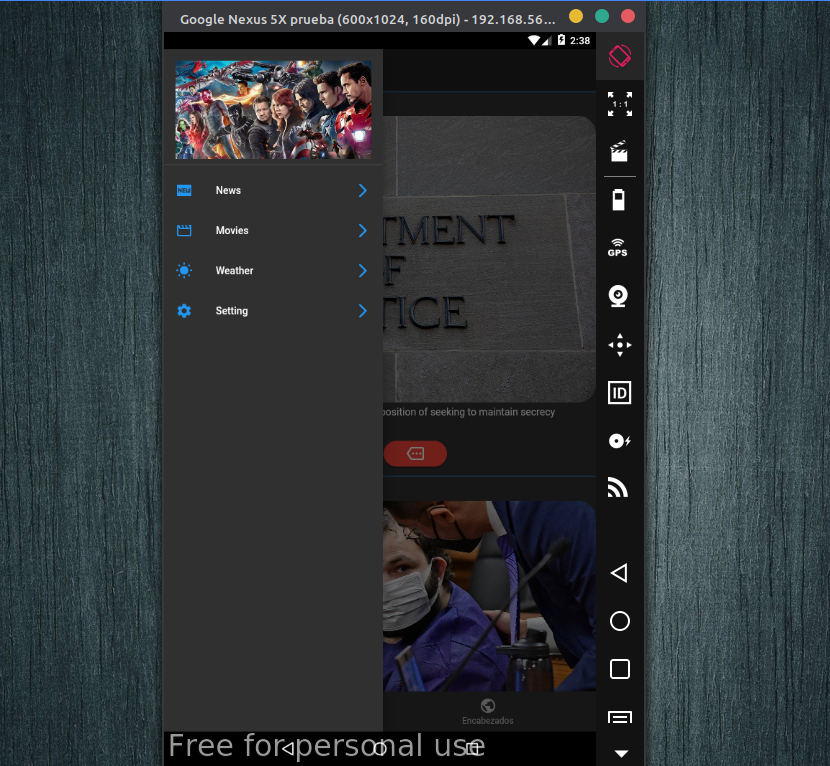 Google Nexus 5X prueba (600x1024, 160dpi) - 192.168.56...
2:38
1 : 1
NEW
News
Movies
Weather
Setting
TMENT
F
TICE
position of seeking to maintain secrecy
GPS
ID
Encabezados
Free for personal use